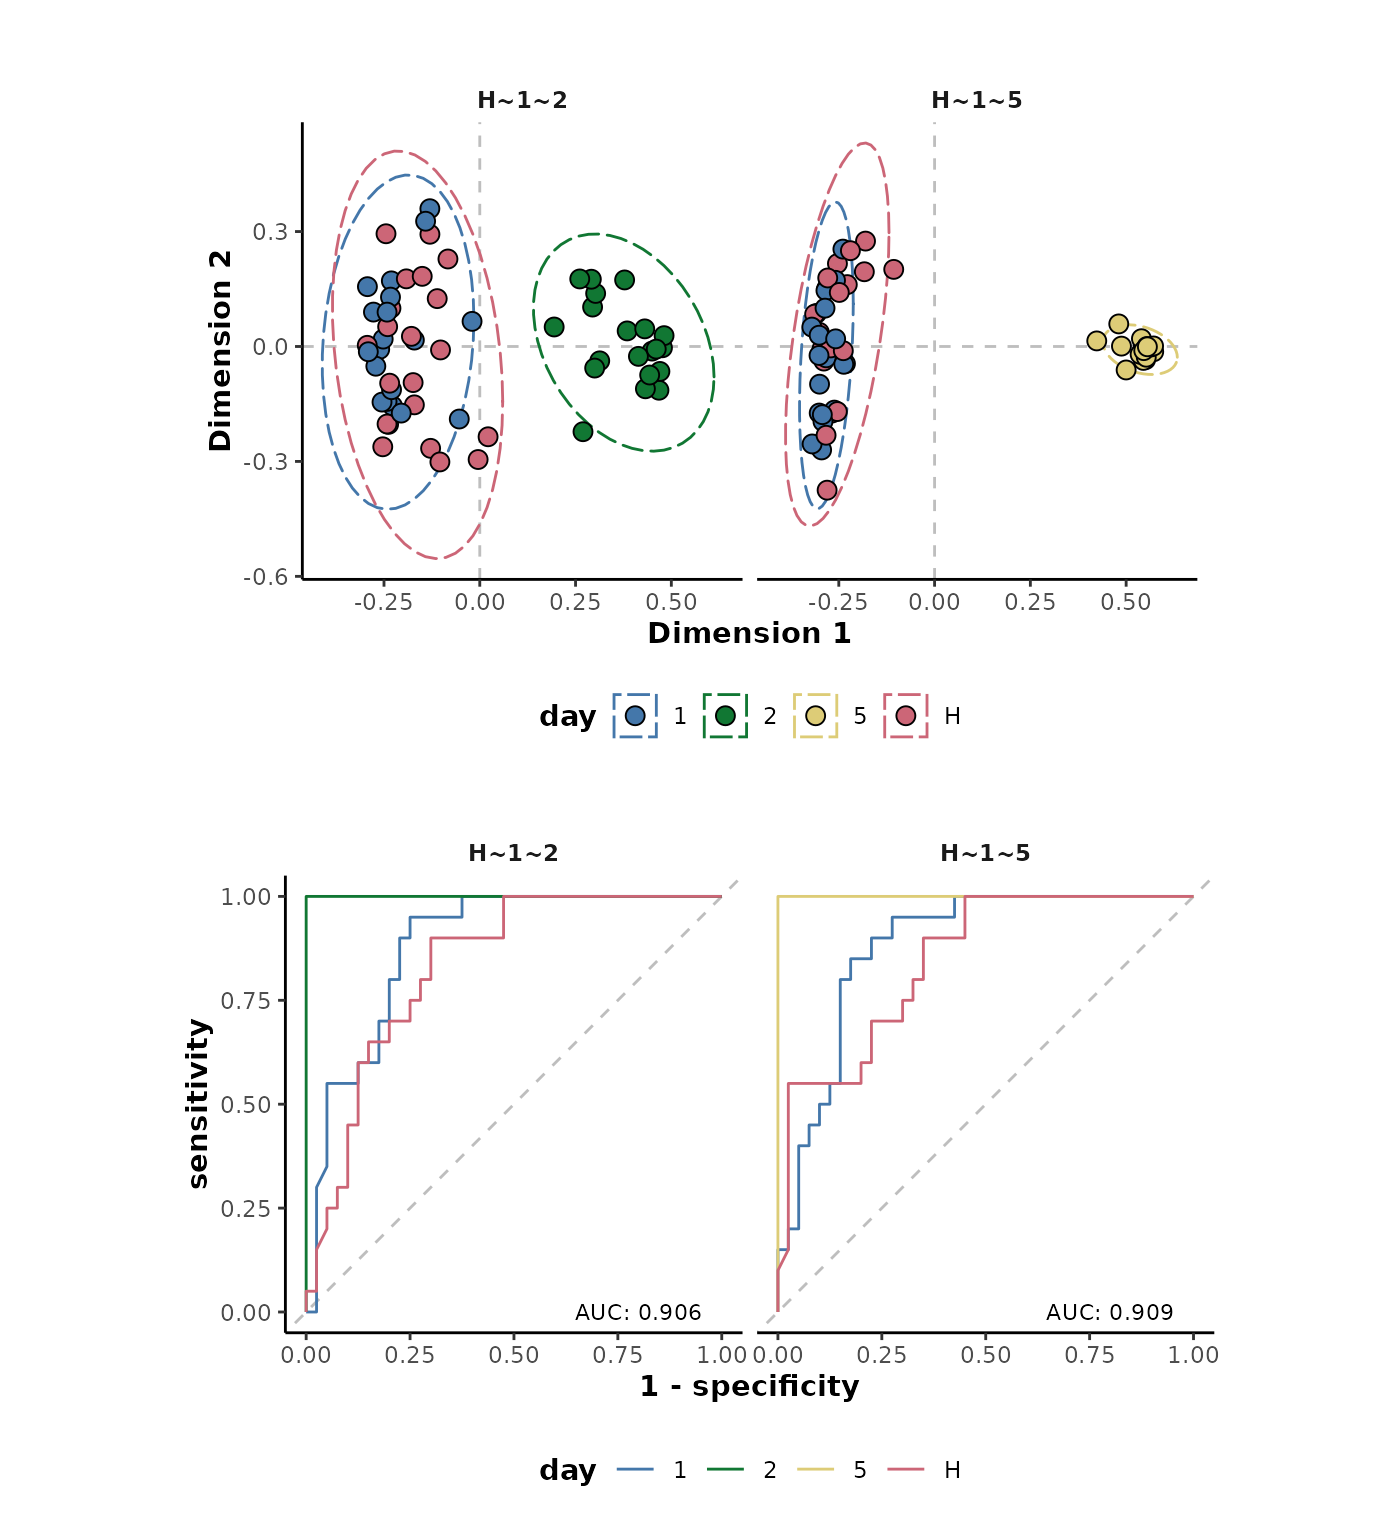 H~1~2 H~1~5
Dimension 2
0.3
0.0
-0.3
-0.6
-0.25 0.00 0.25 0.50 -0.25 0.00 0.25 0.50
Dimension 1
day 1 2 5 H
H~1~2 H~1~5
sensitivity
1.00
0.75
0.50
0.25
0.00
AUC: 0.906 AUC: 0.909
0.00 0.25 0.50 0.75 1.00 0.00 0.25 0.50 0.75 1.00
1 - specificity
day 1 2 5 H